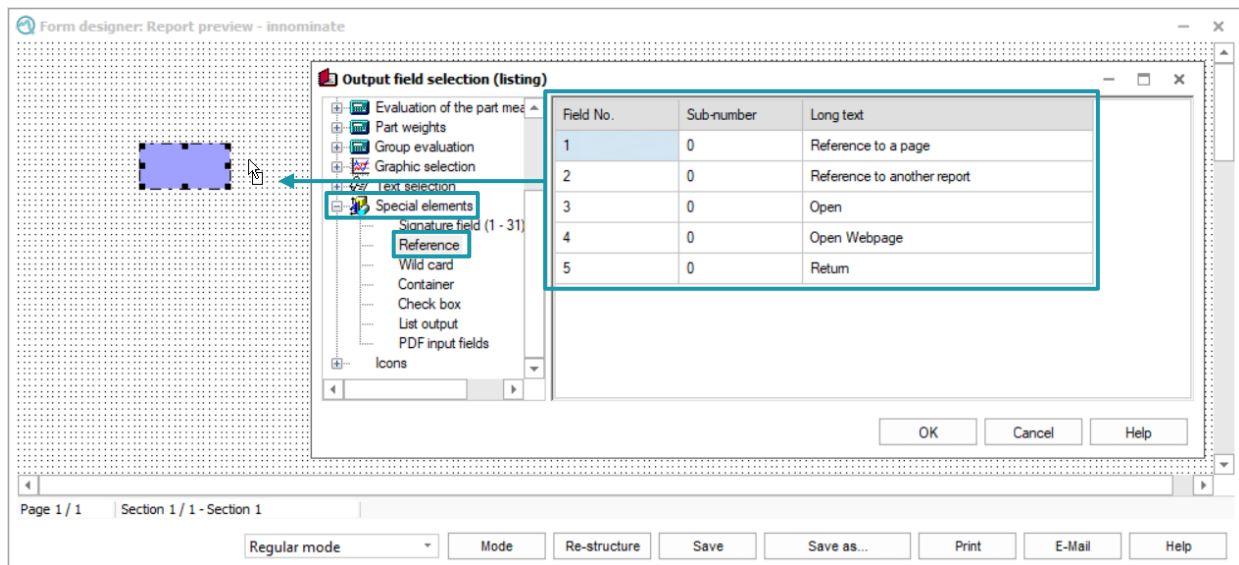 Form designer: Report preview - innominate
Output field selection (listing)
Evaluation of the part mea
Part weights
Group evaluation
Graphic selection
Text selection
Special elements
Signature field (1 - 31)
Reference
Wild card
Container
Check box
List output
PDF input fields
Icons
Field No. Sub-number Long text
1 0 Reference to a page
2 0 Reference to another report
3 0 Open
4 0 Open Webpage
5 0 Return
OK Cancel Help
Page 1 / 1 Section 1 / 1 - Section 1
Regular mode Mode Re-structure Save Save as... Print E-Mail Help